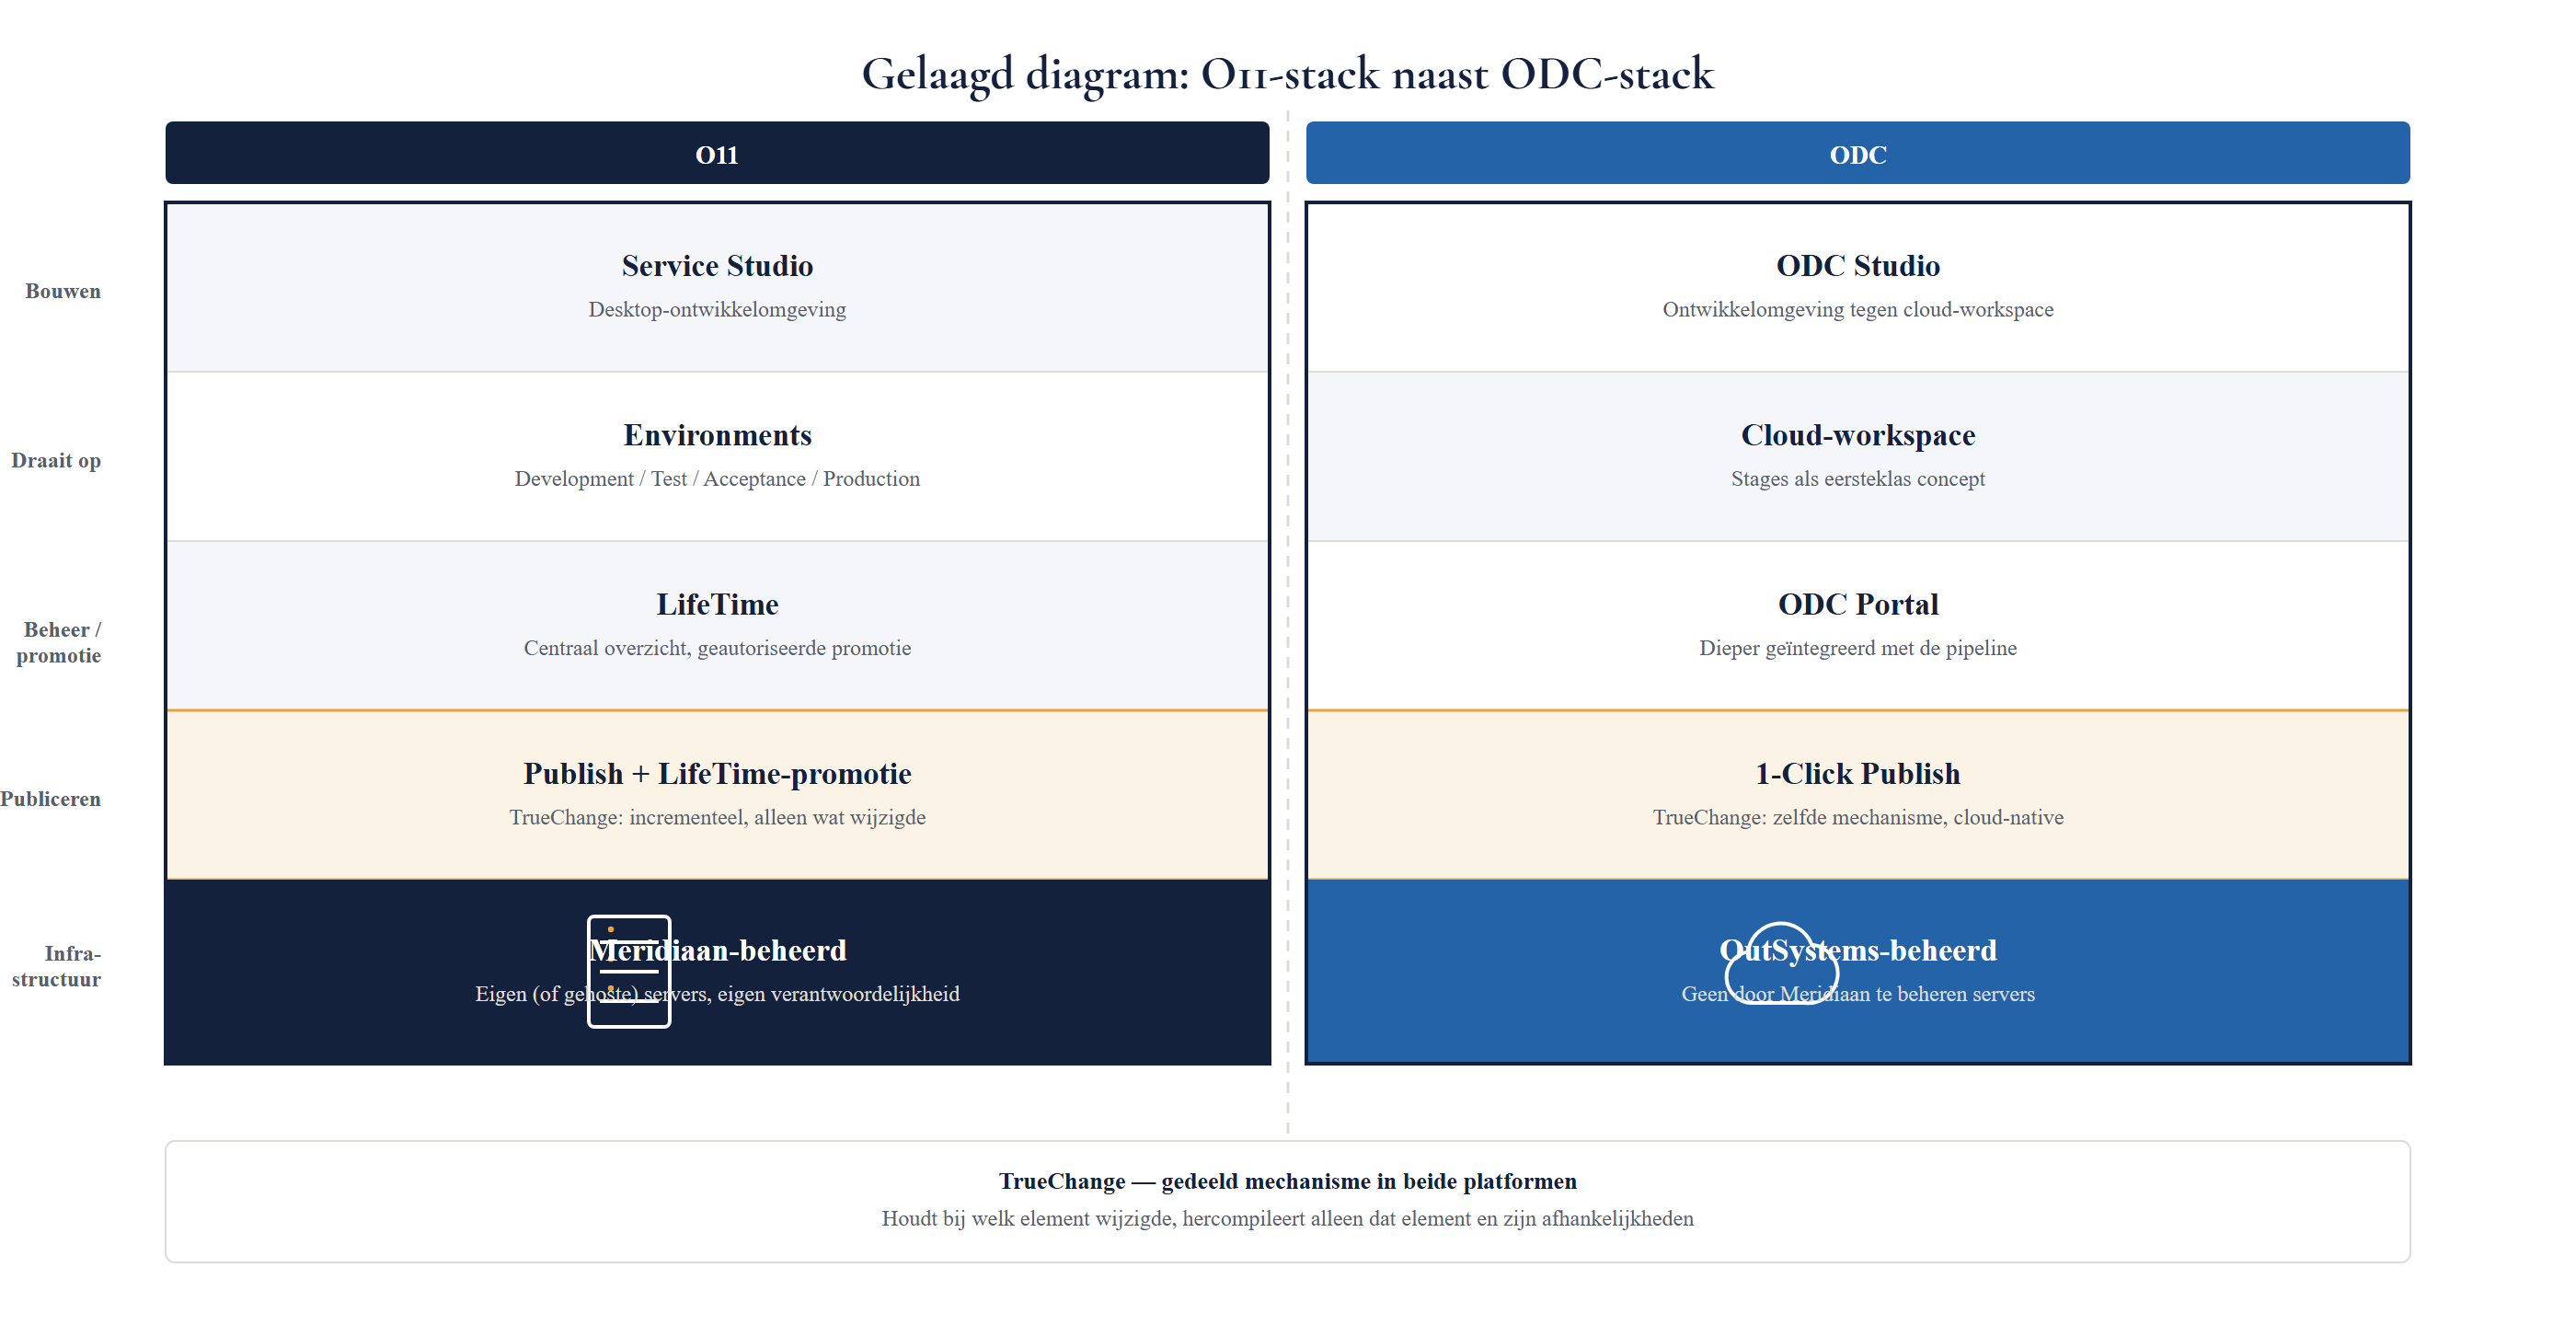 Gelaagd diagram: O11-stack naast ODC-stack
O11
ODC
Bouwen
Service Studio
Desktop-ontwikkelomgeving
ODC Studio
Ontwikkelomgeving tegen cloud-workspace
Draait op
Environments
Development / Test / Acceptance / Production
Cloud-workspace
Stages als eersteklas concept
Beheer /
promotie
LifeTime
Centraal overzicht, geautoriseerde promotie
ODC Portal
Dieper geïntegreerd met de pipeline
Publiceren
Publish + LifeTime-promotie
TrueChange: incrementeel, alleen wat wijzigde
1-Click Publish
TrueChange: zelfde mechanisme, cloud-native
Infra-
structuur
Meridiaan-beheerd
Eigen (of gehoste) servers, eigen verantwoordelijkheid
OutSystems-beheerd
Geen door Meridiaan te beheren servers
TrueChange — gedeeld mechanisme in beide platformen
Houdt bij welk element wijzigde, hercompileert alleen dat element en zijn afhankelijkheden